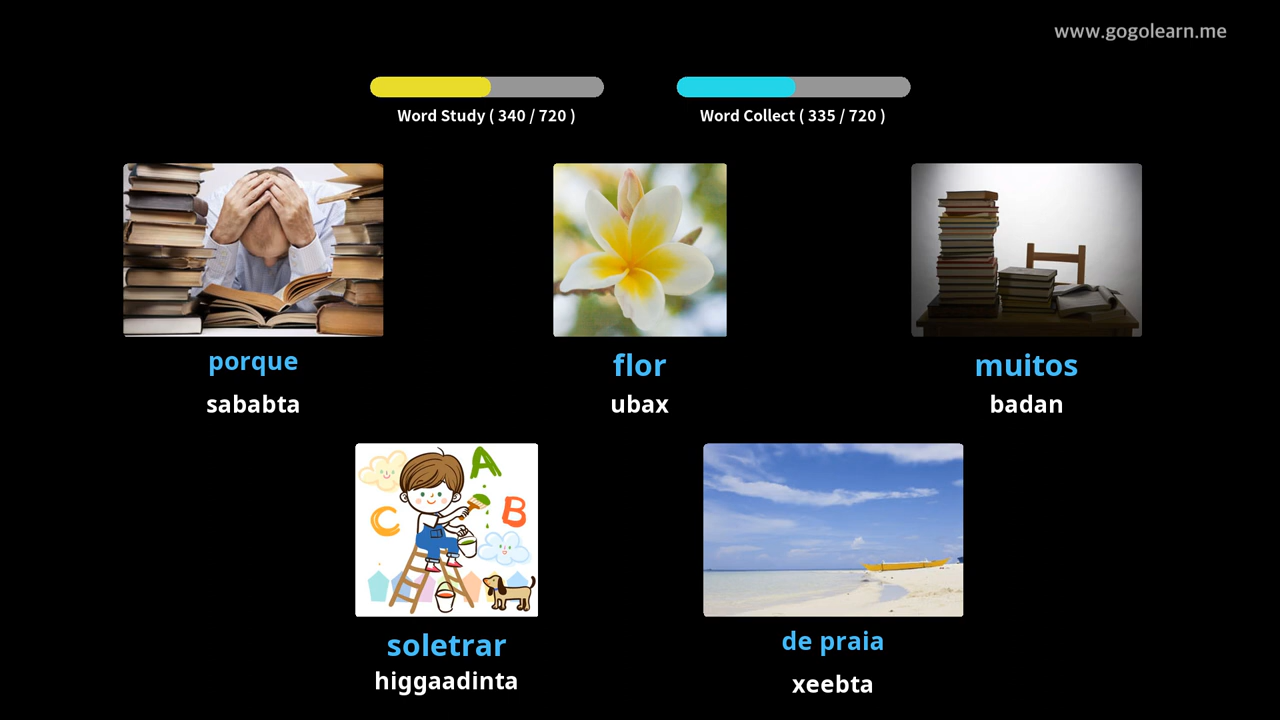 www.gogolearn.me
Word Study ( 340 / 720 )
Word Collect ( 335 / 720 )
porque
sababta
flor
ubax
muitos
badan
A
B
C
soletrar
higgaadinta
de praia
xeebta